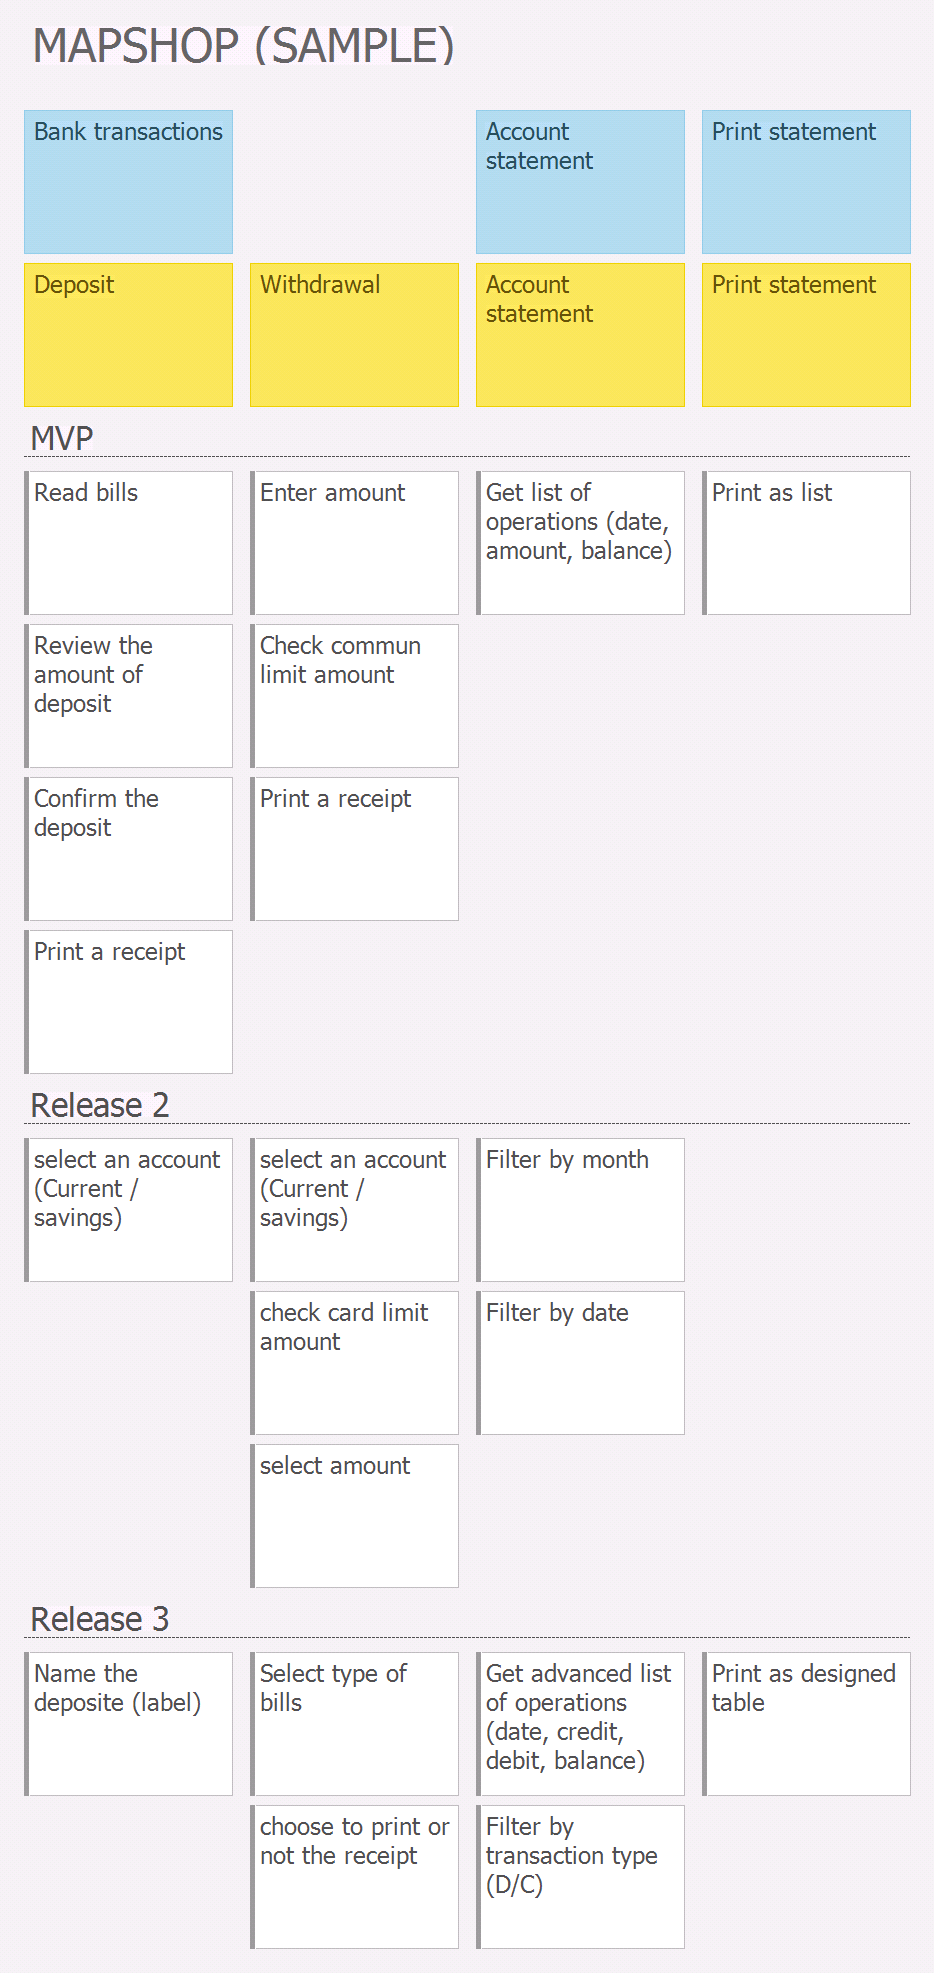 MAPSHOP (SAMPLE)
Bank transactions
Account
statement
Print statement
Deposit
Withdrawal
Account
statement
Print statement
MVP
Read bills
Enter amount
Get list of
operations (date,
amount, balance)
Print as list
Review the
amount of
deposit
Check commun
limit amount
Confirm the
deposit
Print a receipt
Print a receipt
Release 2
select an account
(Current /
savings)
select an account
(Current /
savings)
Filter by month
check card limit
amount
Filter by date
select amount
Release 3
Name the
deposite (label)
Select type of
bills
Get advanced list
of operations
(date, credit,
debit, balance)
Print as designed
table
choose to print or
not the receipt
Filter by
transaction type
(D/C)